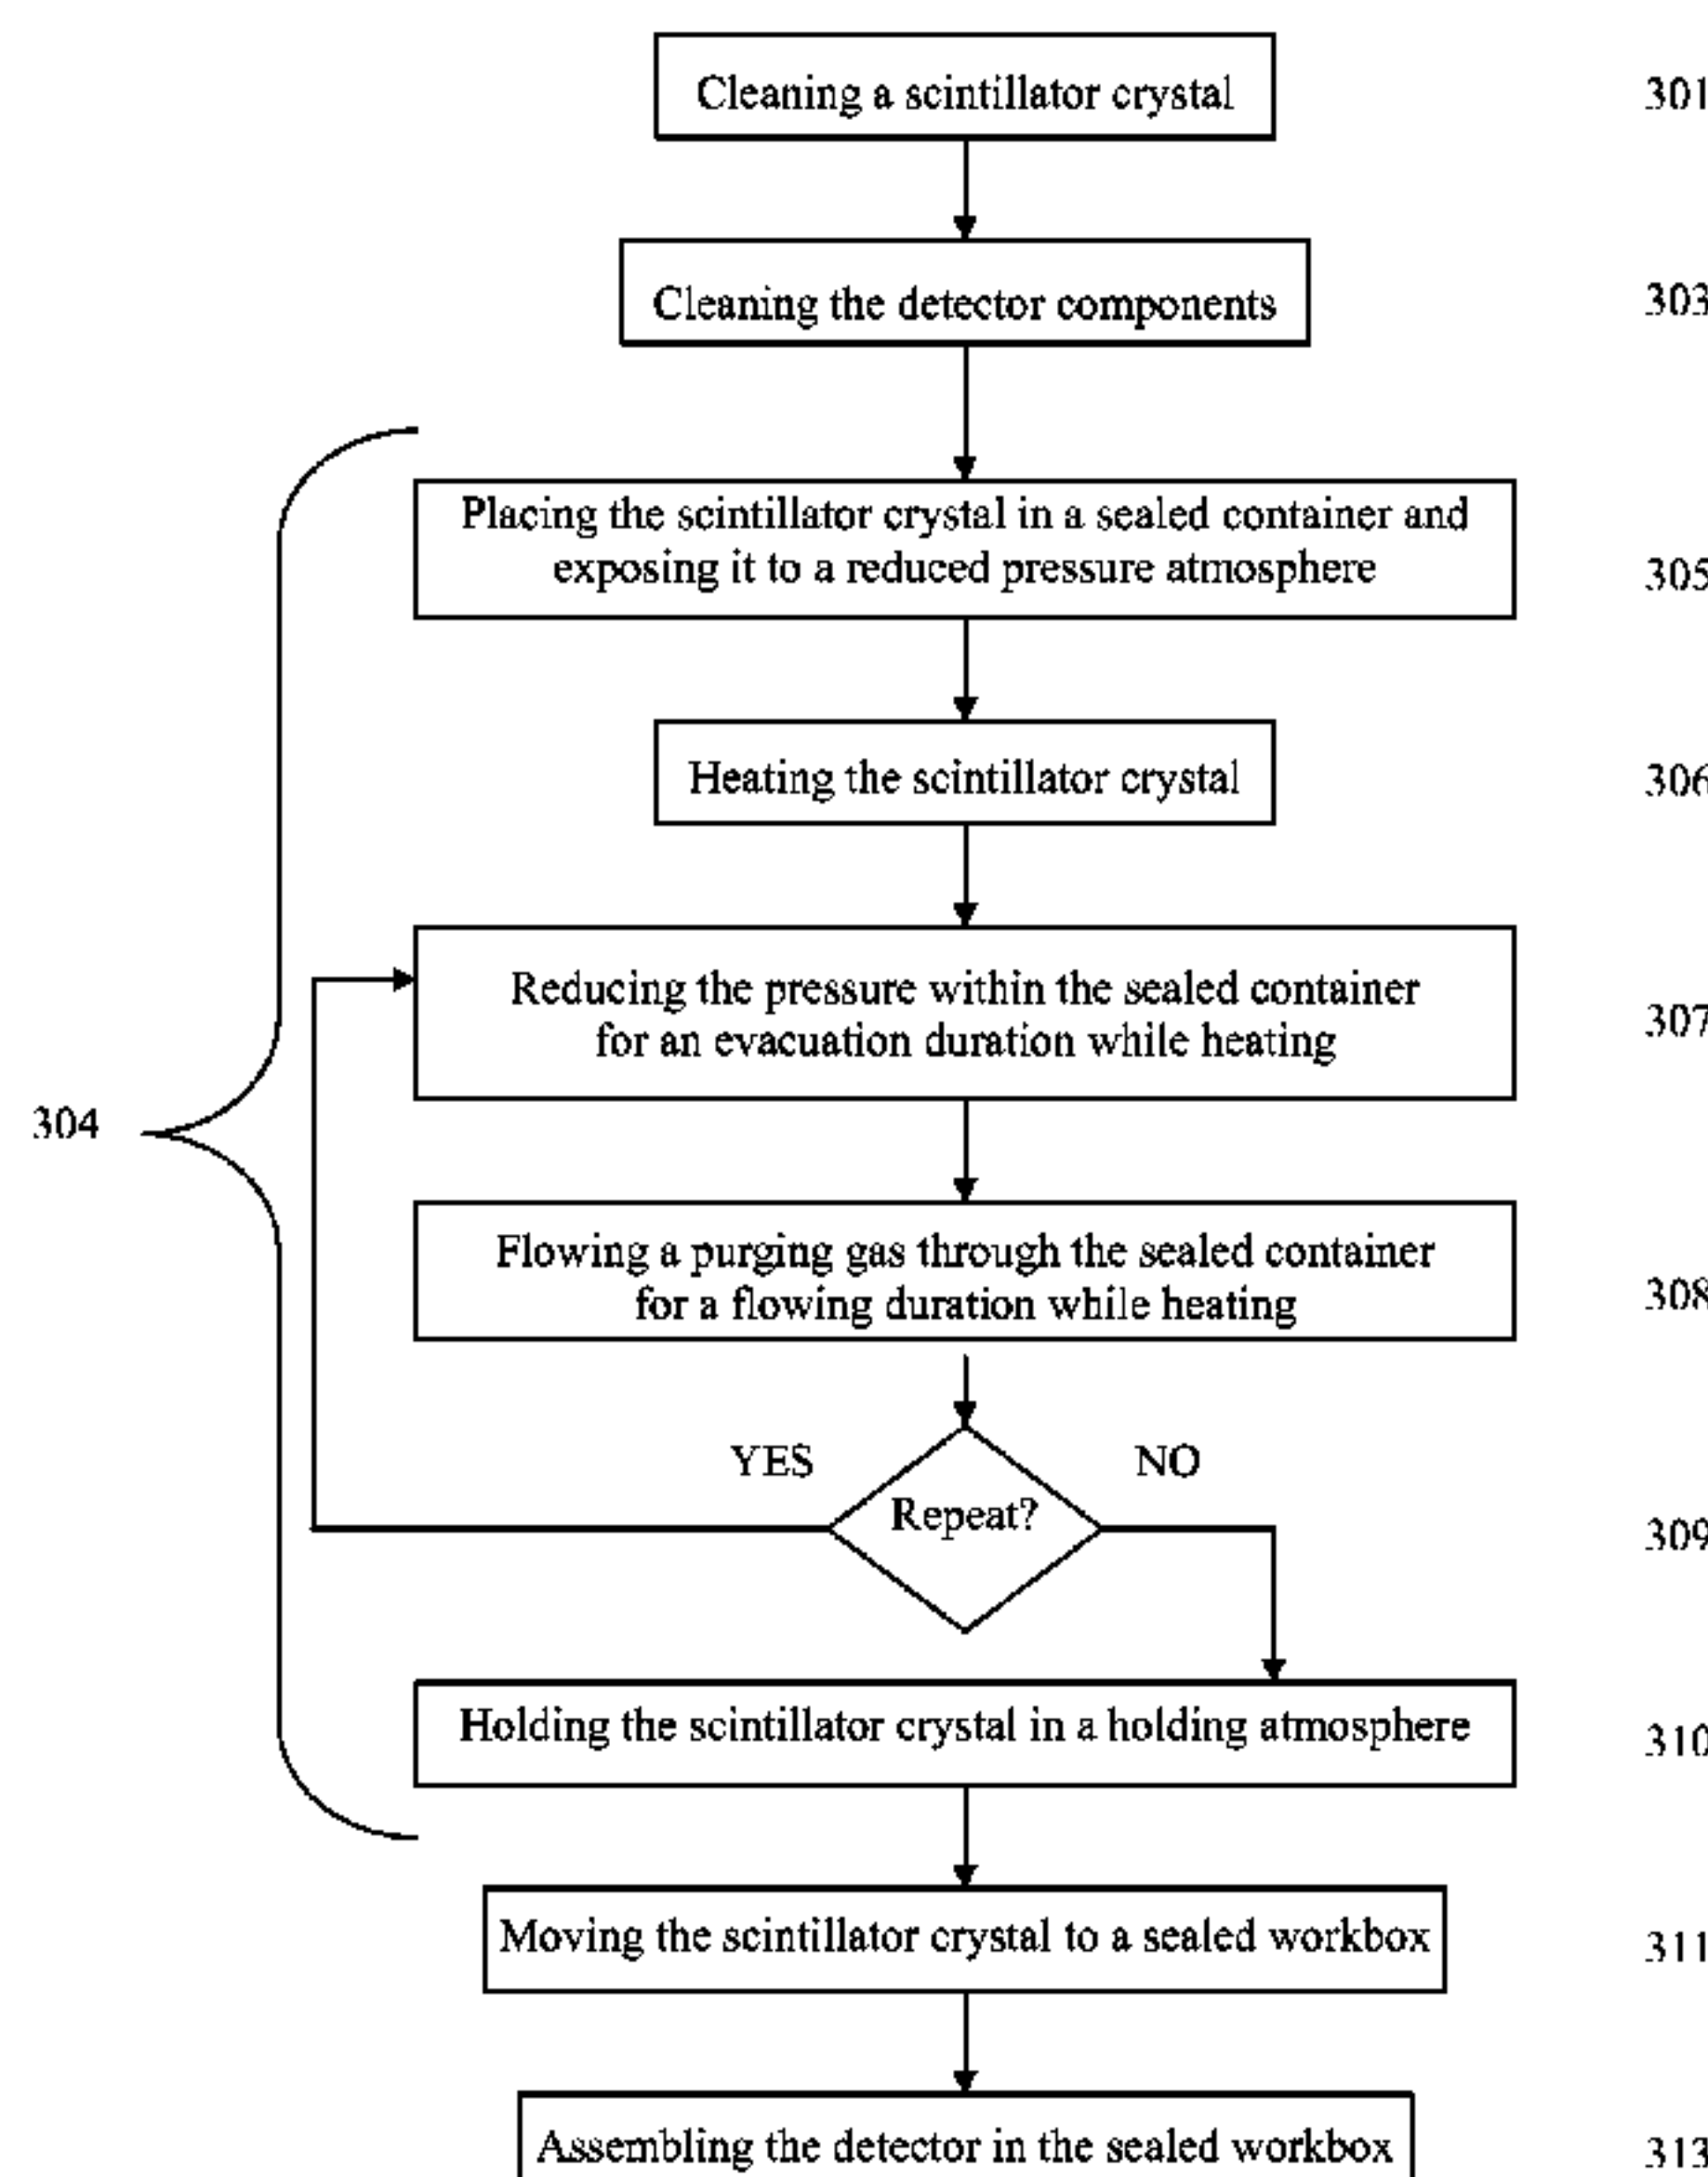 Cleaning a scintillator crystal
301
Cleaning the detector components
303
Placing the scintillator crystal in a sealed container and
exposing it to a reduced pressure atmosphere
305
Heating the scintillator crystal
306
Reducing the pressure within the sealed container
for an evacuation duration while heating
307
304
Flowing a purging gas through the sealed container
for a flowing duration while heating
308
YES
NO
Repeat?
309
Holding the scintillator crystal in a holding atmosphere
310
Moving the scintillator crystal to a sealed workbox
311
Assembling the detector in the sealed workbox
313